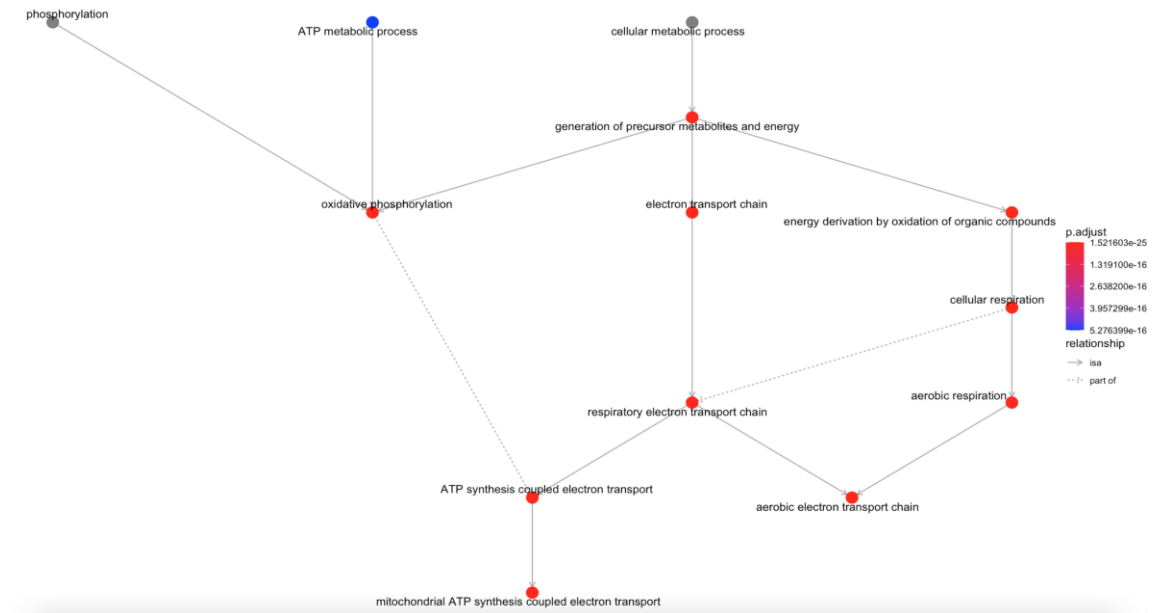 phosphorylation
ATP metabolic process
cellular metabolic process
generation of precursor metabolites and energy
oxidative phosphorylation
electron transport chain
energy derivation by oxidation of organic compounds
p.adjust
1.521603e-25
1.319100e-16
2.638200e-16
3.957299e-16
5.276399e-16
cellular respiration
relationship
isa
part of
aerobic respiration
respiratory electron transport chain
ATP synthesis coupled electron transport
aerobic electron transport chain
mitochondrial ATP synthesis coupled electron transport